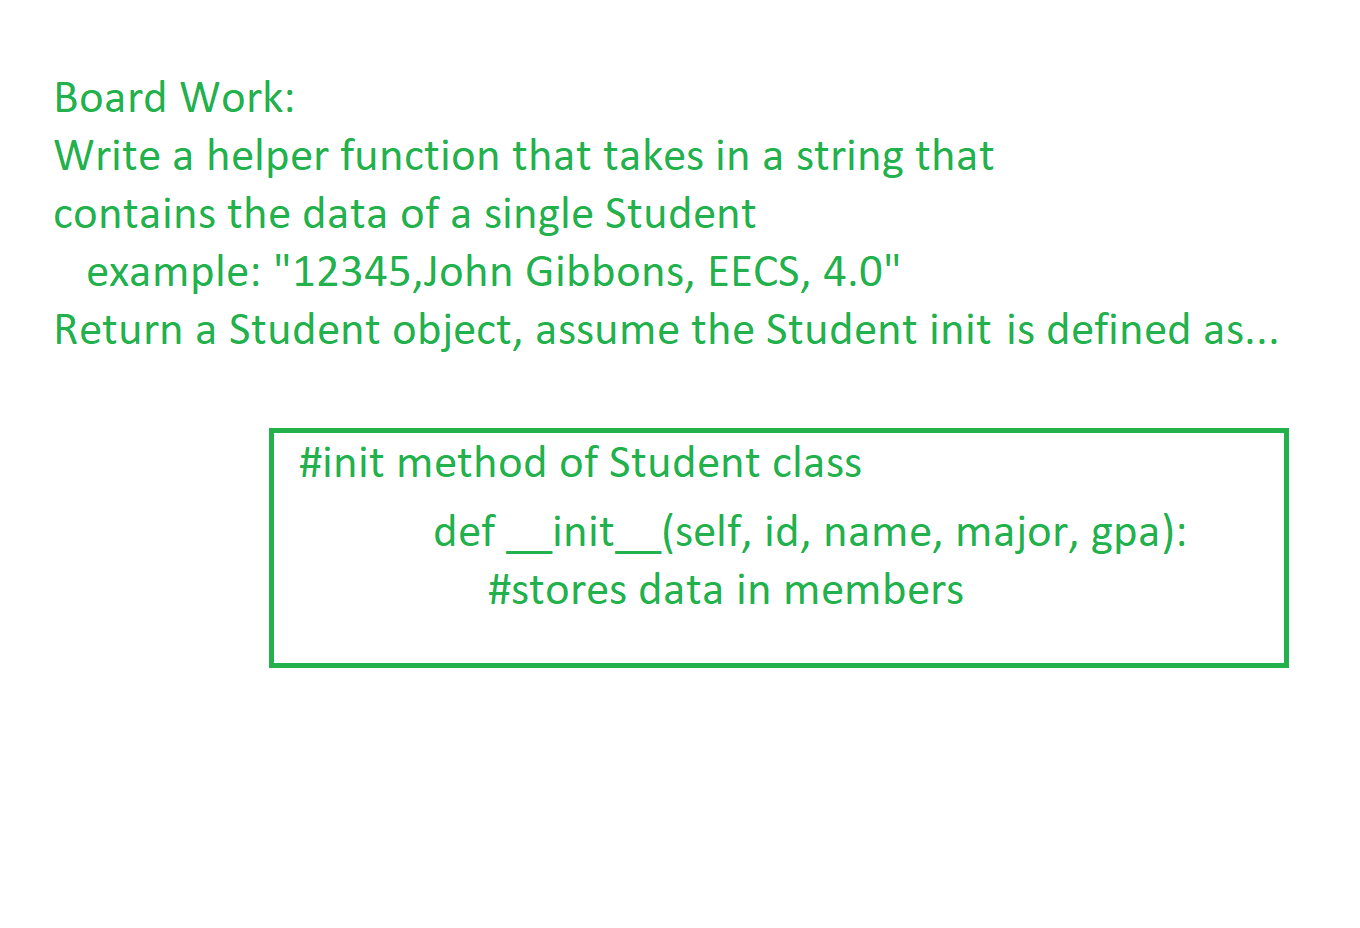 Board Work:
Write a helper function that takes in a string that
contains the data of a single Student
example: "12345,John Gibbons, EECS, 4.0"
Return a Student object, assume the Student init is defined as...
#init method of Student class
def __init__(self, id, name, major, gpa):
#stores data in members